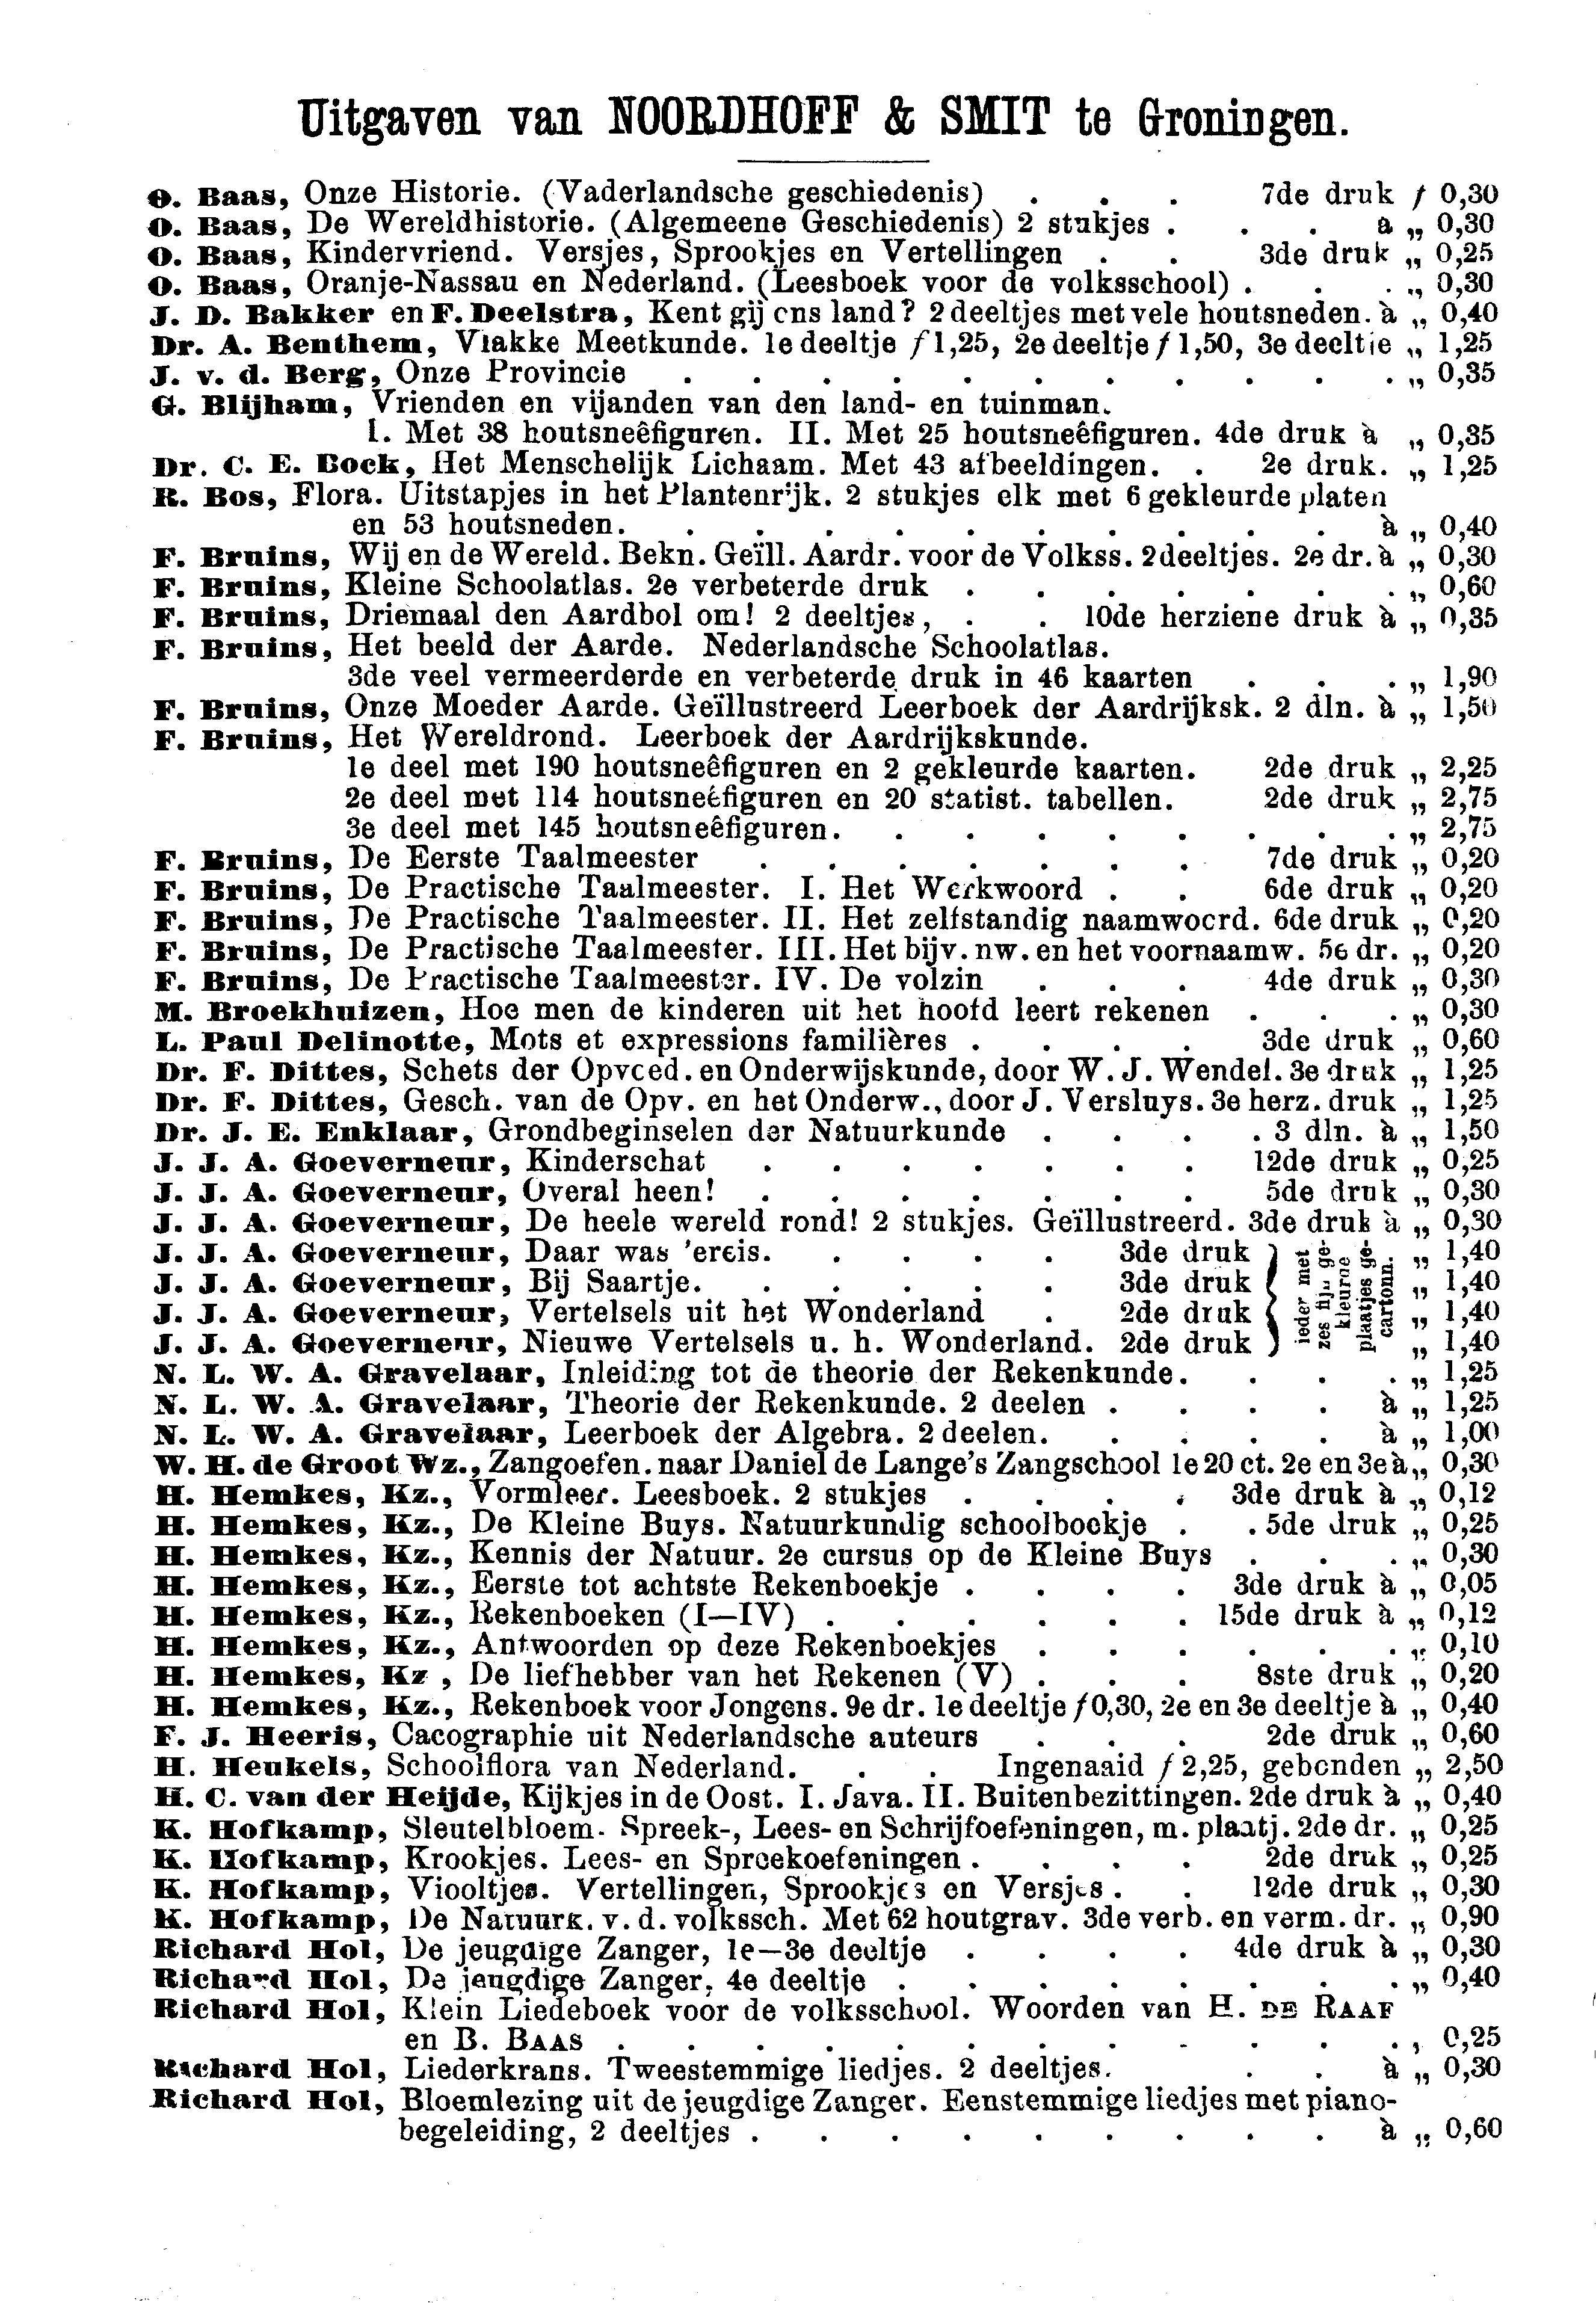 Uitgaven van NOORDHOFF & SMIT te Groningen.
O. Baas, Onze Historie. (Vaderlandsche geschiedenis) . . . 7de druk f 0,30
O. Baas, De Wereldhistorie. (Algemeene Geschiedenis) 2 stukjes . . . à „ 0,30
O. Baas, Kindervriend. Versjes, Sprookjes en Vertellingen . . 3de druk „ 0,25
O. Baas, Oranje-Nassau en Nederland. (Leesboek voor de volksschool) . . . „ 0,30
J. D. Bakker en F. Deelstra, Kent gij ons land? 2 deeltjes met vele houtsneden. à „ 0,40
Dr. A. Benthem, Vlakke Meetkunde. 1e deeltje f 1,25, 2e deeltje f 1,50, 3e deeltje „ 1,25
J. v. d. Berg, Onze Provincie . . . . . . . . . . . „ 0,35
G. Blijham, Vrienden en vijanden van den land- en tuinman.
I. Met 38 houtsneêfiguren. II. Met 25 houtsneêfiguren. 4de druk à „ 0,35
Dr. C. E. Bock, Het Menschelijk Lichaam. Met 43 afbeeldingen. . 2e druk. „ 1,25
R. Bos, Flora. Uitstapjes in het Plantenrijk. 2 stukjes elk met 6 gekleurde platen
en 53 houtsneden. . . . . . . . . . . . à „ 0,40
F. Bruins, Wij en de Wereld. Bekn. Geïll. Aardr. voor de Volkss. 2 deeltjes. 2e dr. à „ 0,30
F. Bruins, Kleine Schoolatlas. 2e verbeterde druk . . . . . . . „ 0,60
F. Bruins, Driemaal den Aardbol om! 2 deeltjes, . . 10de herziene druk à „ 0,35
F. Bruins, Het beeld der Aarde. Nederlandsche Schoolatlas.
3de veel vermeerderde en verbeterde druk in 46 kaarten . . . „ 1,90
F. Bruins, Onze Moeder Aarde. Geïllustreerd Leerboek der Aardrijksk. 2 dln. à „ 1,50
F. Bruins, Het Wereldrond. Leerboek der Aardrijkskunde.
1e deel met 190 houtsneêfiguren en 2 gekleurde kaarten. 2de druk „ 2,25
2e deel met 114 houtsneêfiguren en 20 statist. tabellen. 2de druk „ 2,75
3e deel met 145 houtsneêfiguren. . . . . . . . . „ 2,75
F. Bruins, De Eerste Taalmeester . . . . . . . 7de druk „ 0,20
F. Bruins, De Practische Taalmeester. I. Het Werkwoord . . 6de druk „ 0,20
F. Bruins, De Practische Taalmeester. II. Het zelfstandig naamwoord. 6de druk „ 0,20
F. Bruins, De Practische Taalmeester. III. Het bijv. nw. en het voornaamw. 5e dr. „ 0,20
F. Bruins, De Practische Taalmeester. IV. De volzin . . . 4de druk „ 0,30
M. Broekhuizen, Hoe men de kinderen uit het hoofd leert rekenen . . . „ 0,30
L. Paul Delinotte, Mots et expressions familières . . . . 3de druk „ 0,60
Dr. F. Dittes, Schets der Opvoed. en Onderwijskunde, door W. J. Wendel. 3e druk „ 1,25
Dr. F. Dittes, Gesch. van de Opv. en het Onderw., door J. Versluys. 3e herz. druk „ 1,25
Dr. J. E. Enklaar, Grondbeginselen der Natuurkunde . . . . 3 dln. à „ 1,50
J. J. A. Goeverneur, Kinderschat . . . . . . . 12de druk „ 0,25
J. J. A. Goeverneur, Overal heen! . . . . . . . 5de druk „ 0,30
J. J. A. Goeverneur, De heele wereld rond! 2 stukjes. Geïllustreerd. 3de druk à „ 0,30
J. J. A. Goeverneur, Daar was 'ereis. . . . . 3de druk „ 1,40
J. J. A. Goeverneur, Bij Saartje. . . . . . 3de druk „ 1,40
J. J. A. Goeverneur, Vertelsels uit het Wonderland . 2de druk „ 1,40
J. J. A. Goeverneur, Nieuwe Vertelsels u. h. Wonderland. 2de druk „ 1,40
ieder met
zes fijn ge-
kleurde
plaatjes ge-
cartonn.
N. L. W. A. Gravelaar, Inleiding tot de theorie der Rekenkunde. . . . „ 1,25
N. L. W. A. Gravelaar, Theorie der Rekenkunde. 2 deelen . . . . à „ 1,25
N. L. W. A. Gravelaar, Leerboek der Algebra. 2 deelen. . . . . à „ 1,00
W. H. de Groot Wz., Zangoefen. naar Daniel de Lange's Zangschool 1e 20 ct. 2e en 3e à „ 0,30
H. Hemkes, Kz., Vormleer. Leesboek. 2 stukjes . . . . 3de druk à „ 0,12
H. Hemkes, Kz., De Kleine Buys. Natuurkundig schoolboekje . . 5de druk „ 0,25
H. Hemkes, Kz., Kennis der Natuur. 2e cursus op de Kleine Buys . . . „ 0,30
H. Hemkes, Kz., Eerste tot achtste Rekenboekje . . . . 3de druk à „ 0,05
H. Hemkes, Kz., Rekenboeken (I—IV) . . . . . . 15de druk à „ 0,12
H. Hemkes, Kz., Antwoorden op deze Rekenboekjes . . . . . . „ 0,10
H. Hemkes, Kz , De liefhebber van het Rekenen (V) . . . 8ste druk „ 0,20
H. Hemkes, Kz., Rekenboek voor Jongens. 9e dr. 1e deeltje f 0,30, 2e en 3e deeltje à „ 0,40
F. J. Heeris, Cacographie uit Nederlandsche auteurs . . . 2de druk „ 0,60
H. Heukels, Schoolflora van Nederland. . . Ingenaaid f 2,25, gebonden „ 2,50
H. C. van der Heijde, Kijkjes in de Oost. I. Java. II. Buitenbezittingen. 2de druk à „ 0,40
K. Hofkamp, Sleutelbloem. Spreek-, Lees- en Schrijfoefeningen, m. plaatj. 2de dr. „ 0,25
K. Hofkamp, Krookjes. Lees- en Spreekoefeningen . . . . 2de druk „ 0,25
K. Hofkamp, Viooltjes. Vertellingen, Sprookjes en Versjes . . 12de druk „ 0,30
K. Hofkamp, De Natuurk. v. d. volkssch. Met 62 houtgrav. 3de verb. en verm. dr. „ 0,90
Richard Hol, De jeugdige Zanger, 1e—3e deeltje . . . . 4de druk à „ 0,30
Richard Hol, De jeugdige Zanger, 4e deeltje . . . . . . . . „ 0,40
Richard Hol, Klein Liedeboek voor de volksschool. Woorden van H. DE RAAF
en B. BAAS . . . . . . . . . . . . , 0,25
Richard Hol, Liederkrans. Tweestemmige liedjes. 2 deeltjes. . . à „ 0,30
Richard Hol, Bloemlezing uit de jeugdige Zanger. Eenstemmige liedjes met piano-
begeleiding, 2 deeltjes . . . . . . . . . à „ 0,60